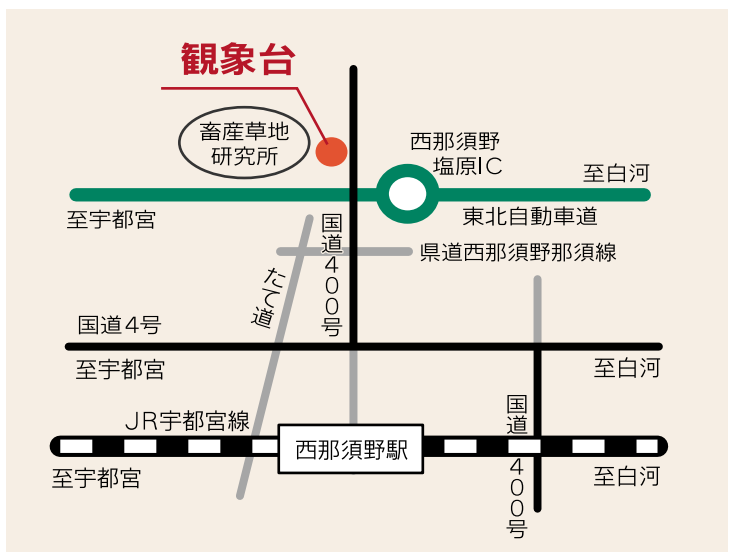 観象台
畜産草地
研究所
西那須野
塩原IC
至白河
至宇都宮
東北自動車道
国道400号
県道西那須野那須線
たて道
国道4号
至宇都宮
至白河
JR宇都宮線
国道400号
西那須野駅
至宇都宮
至白河